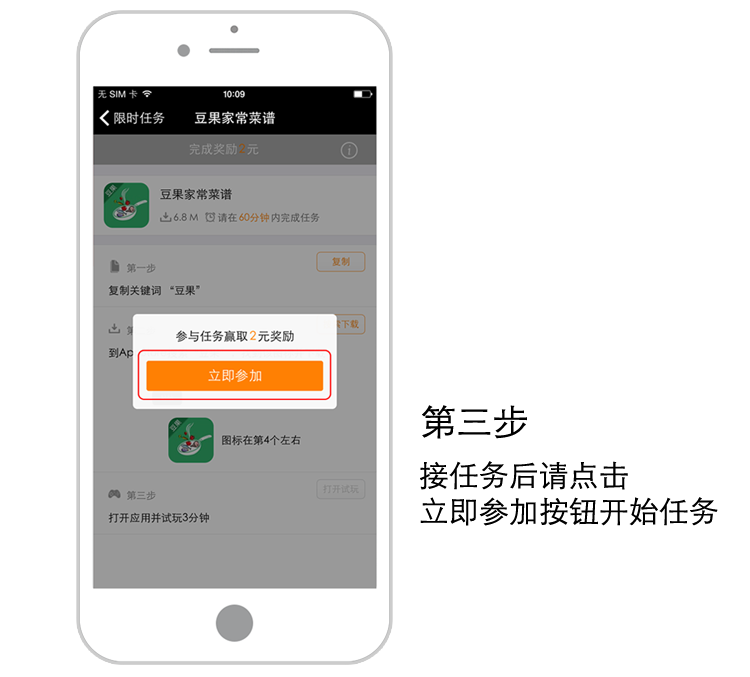 无 SIM 卡
10:09
限时任务
豆果家常菜谱
完成奖励2元
豆果
豆果家常菜谱
6.8 M 请在60分钟内完成任务
第一步
复制
复制关键词 “豆果”
第
下载
到Ap
参与任务赢取2元奖励
立即参加
豆果
图标在第4个左右
第三步
打开试玩
打开应用并试玩3分钟
第三步
接任务后请点击
立即参加按钮开始任务